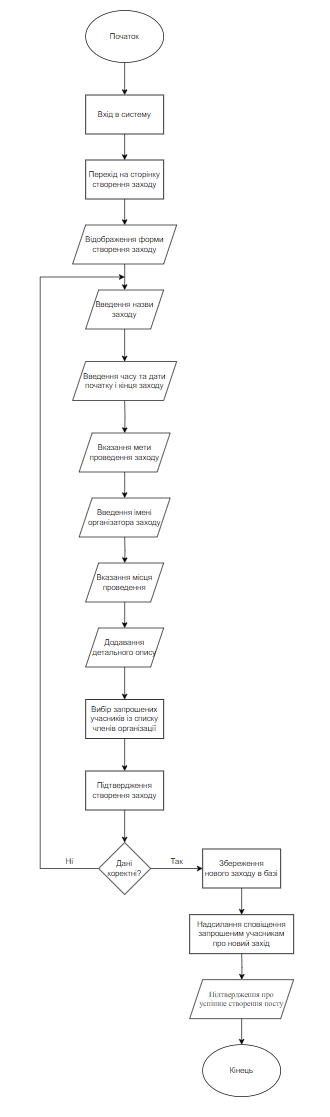 Початок
Вхід в систему
Перехід на сторінку
створення заходу
Відображення форми
створення заходу
Введення назви
заходу
Введення часу та дати
початку і кінця заходу
Вказання мети
проведення заходу
Введення імені
організатора заходу
Вказання місця
проведення
Додавання
детального опису
Вибір запрошених
учасників із списку
членів організації
Підтвердження
створення заходу
Дані
коректні?
Ні
Так
Збереження
нового заходу в базі
Надсилання сповіщення
запрошеним учасникам
про новий захід
Підтвердження про
успішне створення посту
Кінець